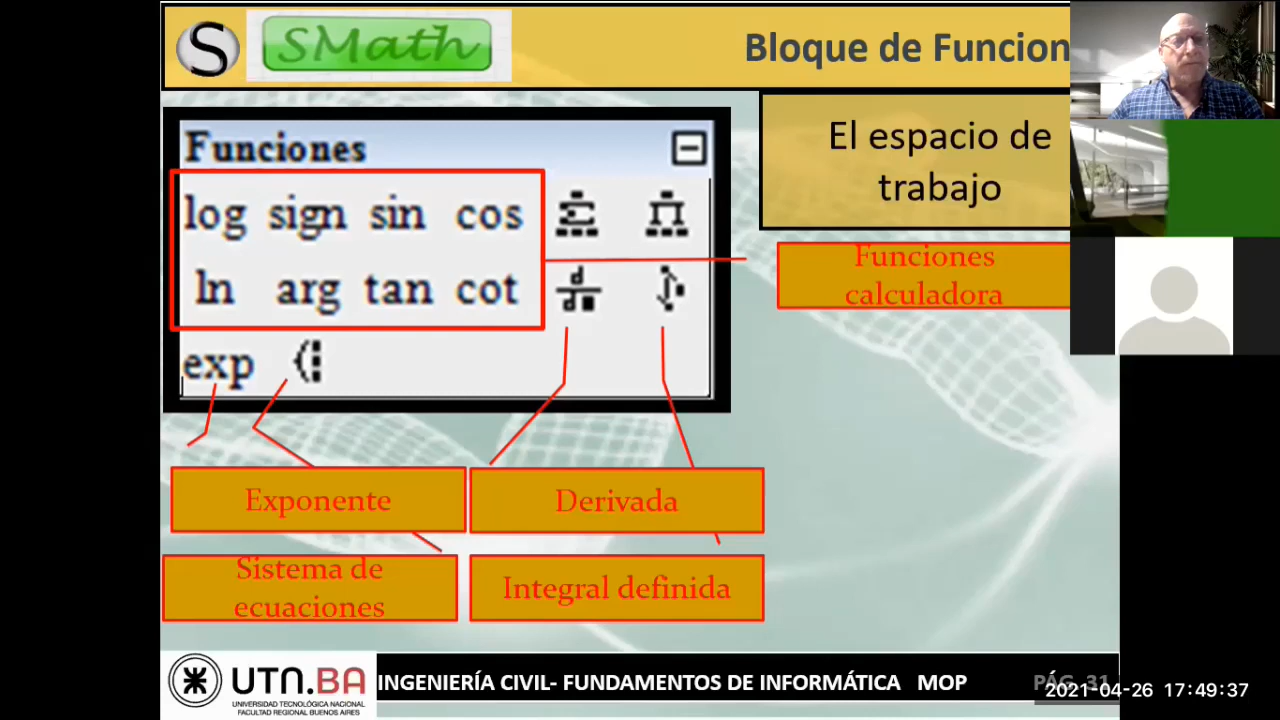 S SMath
Bloque de Funcion
El espacio de
trabajo
Funciones
log sign sin cos
ln arg tan cot
exp
Funciones
calculadora
Exponente
Derivada
Sistema de
ecuaciones
Integral definida
UTN.BA
UNIVERSIDAD TECNOLÓGICA NACIONAL
FACULTAD REGIONAL BUENOS AIRES
INGENIERÍA CIVIL- FUNDAMENTOS DE INFORMÁTICA MOP
PÁG. 31
2021-04-26 17:49:37